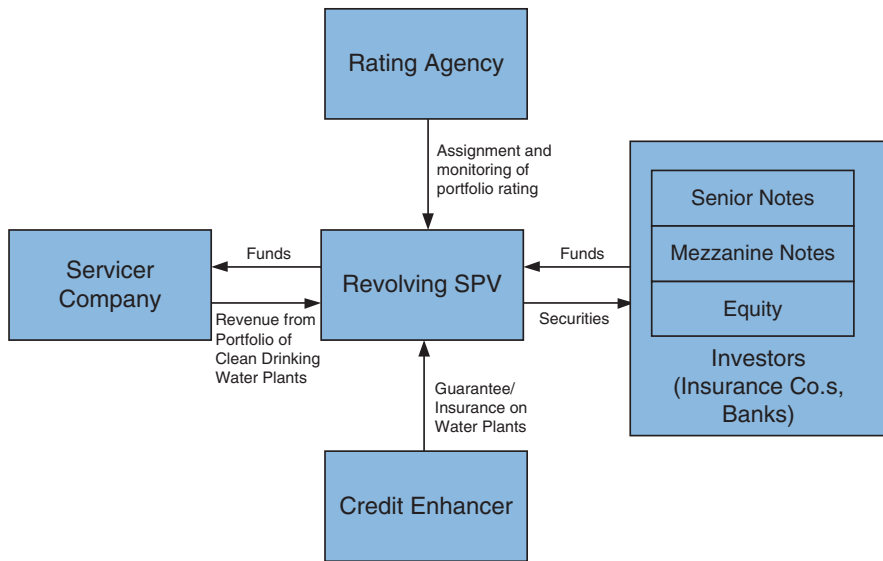 Rating Agency
Assignment and
monitoring of
portfolio rating
Senior Notes
Mezzanine Notes
Equity
Investors
(Insurance Co.s,
Banks)
Servicer
Company
Funds
Revenue from
Portfolio of
Clean Drinking
Water Plants
Revolving SPV
Funds
Securities
Guarantee/
Insurance on
Water Plants
Credit Enhancer